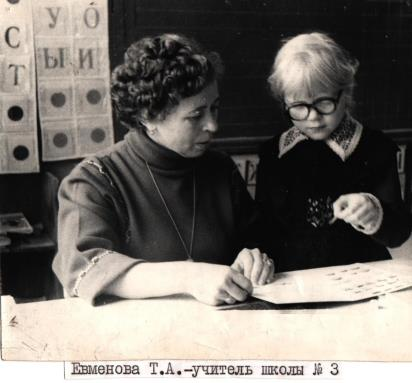 С У Ó
Т Ы И
Евменова Т.А.-учитель школы № 3